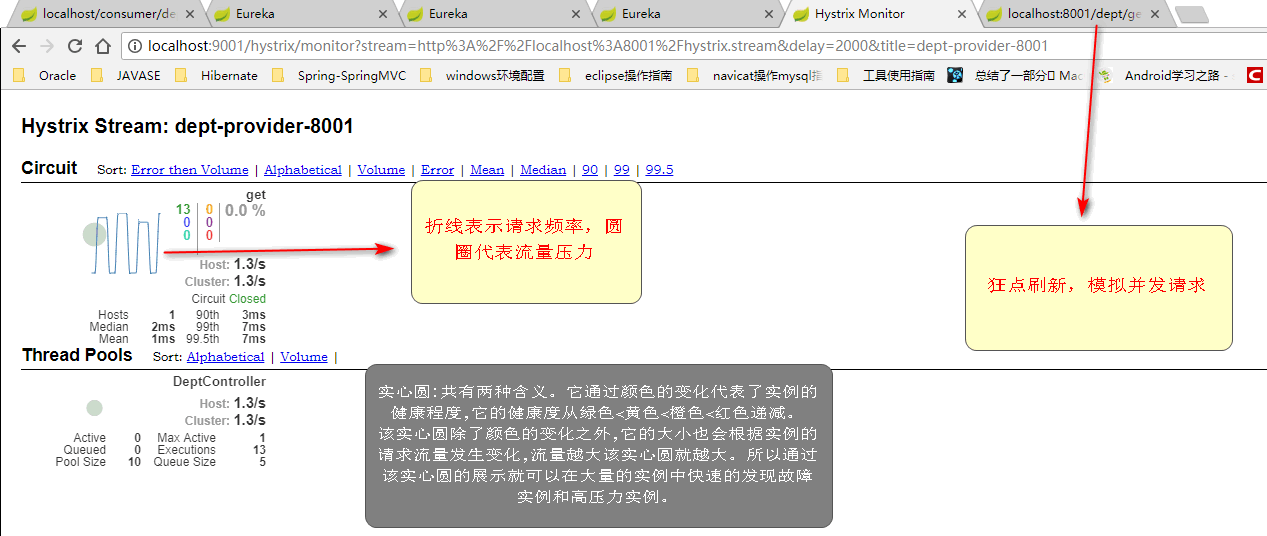 localhost/consumer/de
Eureka
Eureka
Eureka
Hystrix Monitor
localhost:8001/dept/ge
localhost:9001/hystrix/monitor?stream=http%3A%2F%2Flocalhost%3A8001%2Fhystrix.stream&delay=2000&title=dept-provider-8001
Oracle JAVASE Hibernate Spring-SpringMVC windows环境配置 eclipse操作指南 navicat操作mysql指 工具使用指南 总结了一部分 Mac Android学习之路 -
Hystrix Stream: dept-provider-8001
Circuit Sort: Error then Volume | Alphabetical | Volume | Error | Mean | Median | 90 | 99 | 99.5
get
13 0 0.0 %
0 0
0 0
Host: 1.3/s
Cluster: 1.3/s
Circuit Closed
Hosts 1 90th 3ms
Median 2ms 99th 7ms
Mean 1ms 99.5th 7ms
折线表示请求频率，圆
圈代表流量压力
狂点刷新，模拟并发请求
Thread Pools Sort: Alphabetical | Volume |
DeptController
Host: 1.3/s
Cluster: 1.3/s
Active 0 Max Active 1
Queued 0 Executions 13
Pool Size 10 Queue Size 5
实心圆:共有两种含义。它通过颜色的变化代表了实例的
健康程度,它的健康度从绿色<黄色<橙色<红色递减。
该实心圆除了颜色的变化之外,它的大小也会根据实例的
请求流量发生变化,流量越大该实心圆就越大。所以通过
该实心圆的展示就可以在大量的实例中快速的发现故障
实例和高压力实例。